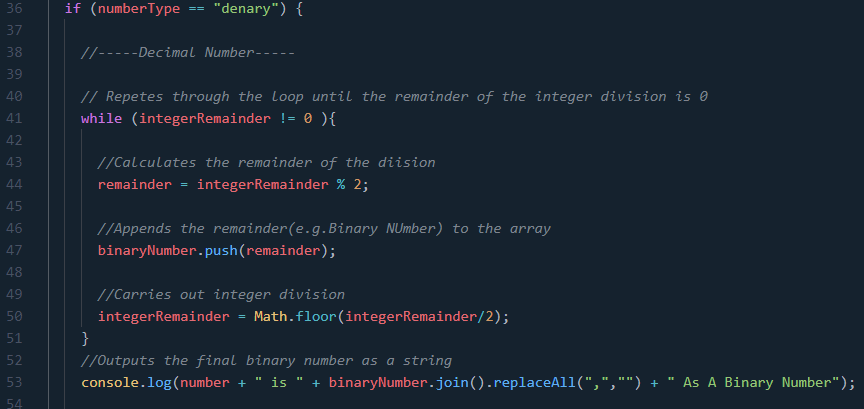 36 if (numberType == "denary") {
37
38 //-----Decimal Number-----
39
40 // Repetes through the loop until the remainder of the integer division is 0
41 while (integerRemainder != 0 ){
42
43 //Calculates the remainder of the diision
44 remainder = integerRemainder % 2;
45
46 //Appends the remainder(e.g.Binary NUmber) to the array
47 binaryNumber.push(remainder);
48
49 //Carries out integer division
50 integerRemainder = Math.floor(integerRemainder/2);
51 }
52 //Outputs the final binary number as a string
53 console.log(number + " is " + binaryNumber.join().replaceAll(",","") + " As A Binary Number");
54